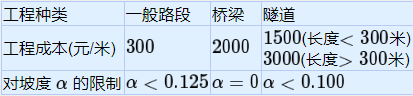 工程种类 一般路段 桥梁 隧道
工程成本(元/米) 300 2000 1500(长度< 300米)
3000(长度> 300米)
对坡度 α 的限制 α < 0.125 α = 0 α < 0.100